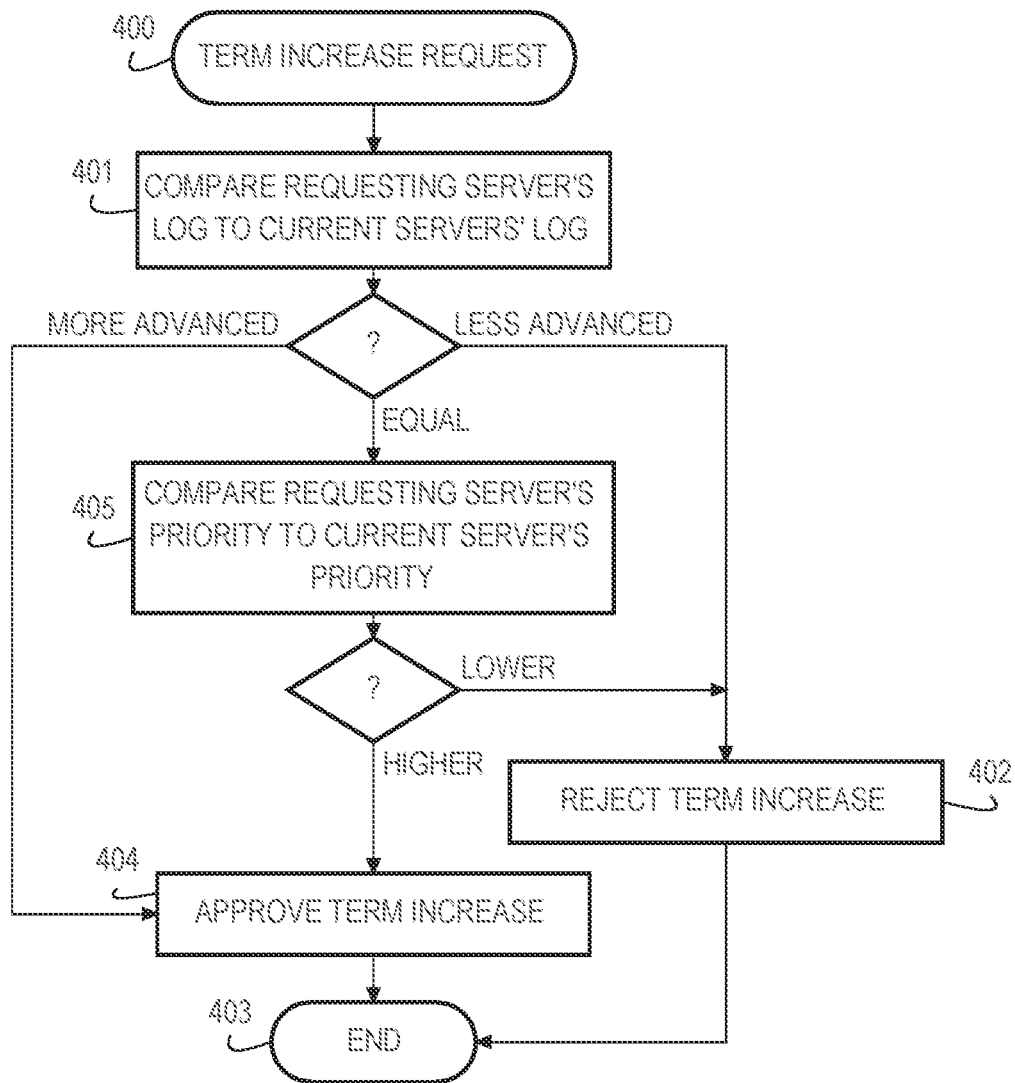 400
TERM INCREASE REQUEST
401
COMPARE REQUESTING SERVER'S
LOG TO CURRENT SERVERS' LOG
MORE ADVANCED
?
LESS ADVANCED
EQUAL
405
COMPARE REQUESTING SERVER'S
PRIORITY TO CURRENT SERVER'S
PRIORITY
?
LOWER
HIGHER
402
REJECT TERM INCREASE
404
APPROVE TERM INCREASE
403
END